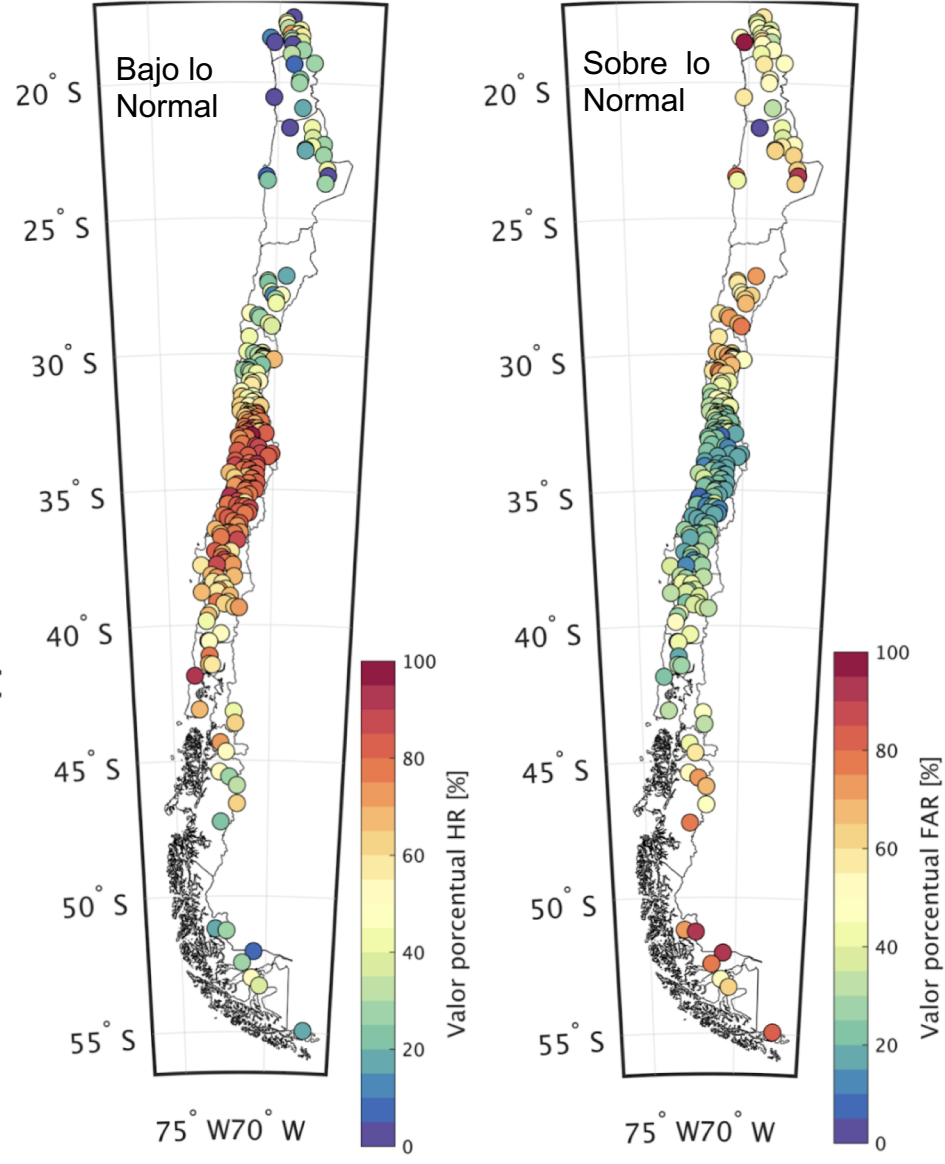 Bajo lo
Normal
20° S
25° S
30° S
35° S
40° S
45° S
50° S
55° S
75° W70° W
100
80
60
40
20
0
Valor porcentual HR [%]
Sobre lo
Normal
20° S
25° S
30° S
35° S
40° S
45° S
50° S
55° S
75° W70° W
100
80
60
40
20
0
Valor porcentual FAR [%]